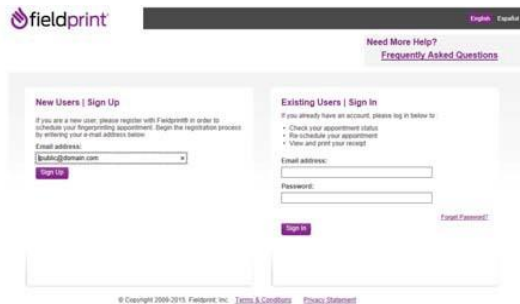 fieldprint
English Español
Need More Help?
Frequently Asked Questions
New Users | Sign Up
If you are a new user, please register with Fieldprint® in order to
schedule your fingerprinting appointment. Begin the registration process
by entering your e-mail address below
Email address:
lpublic@domain.com ×
Sign Up
Existing Users | Sign In
If you already have an account, please log in below to
• Check your appointment status
• Re-schedule your appointment
• View and print your receipt
Email address:
Password:
Forgot Password?
Sign In
© Copyright 2009-2015. Fieldprint, Inc. Terms & Conditions Privacy Statement